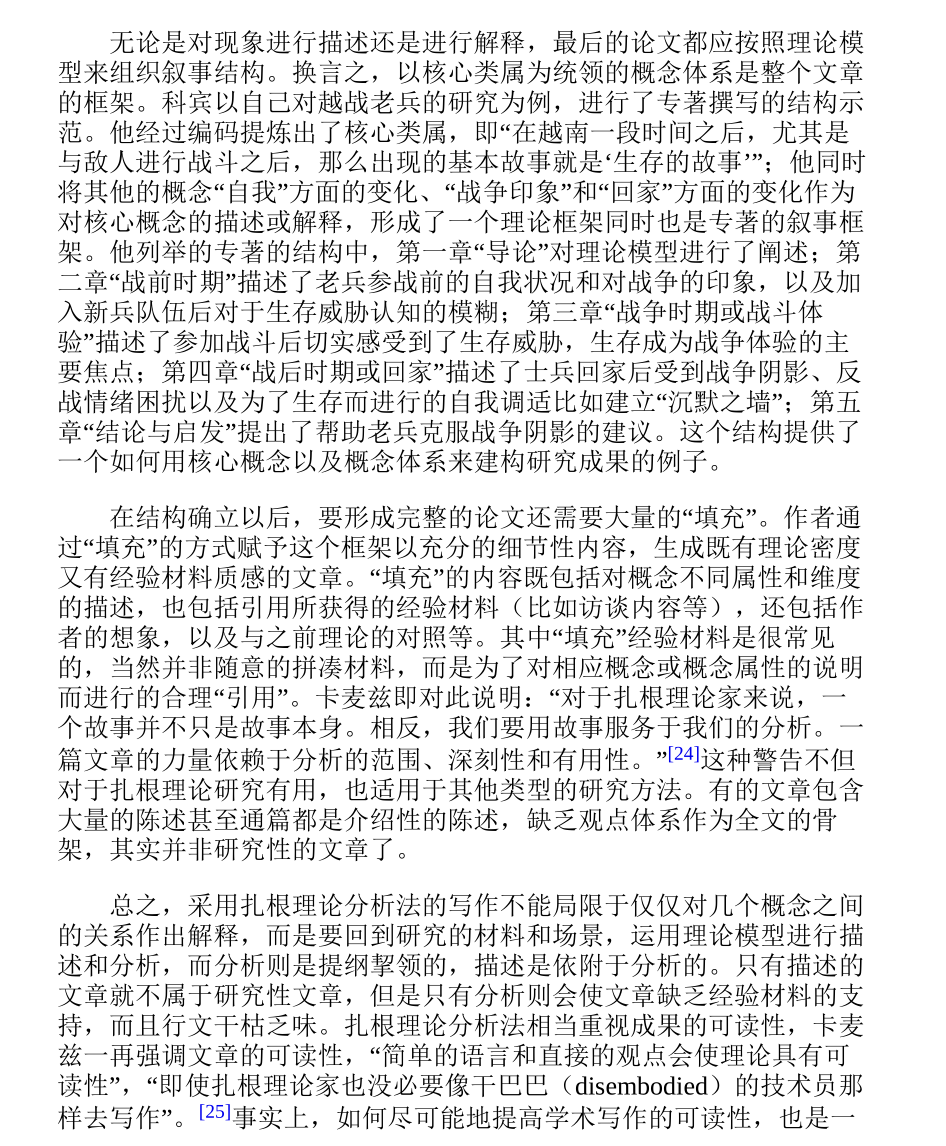 无论是对现象进行描述还是进行解释，最后的论文都应按照理论模
型来组织叙事结构。换言之，以核心类属为统领的概念体系是整个文章
的框架。科宾以自己对越战老兵的研究为例，进行了专著撰写的结构示
范。他经过编码提炼出了核心类属，即“在越南一段时间之后，尤其是
与敌人进行战斗之后，那么出现的基本故事就是‘生存的故事’”；他同时
将其他的概念“自我”方面的变化、“战争印象”和“回家”方面的变化作为
对核心概念的描述或解释，形成了一个理论框架同时也是专著的叙事框
架。他列举的专著的结构中，第一章“导论”对理论模型进行了阐述；第
二章“战前时期”描述了老兵参战前的自我状况和对战争的印象，以及加
入新兵队伍后对于生存威胁认知的模糊；第三章“战争时期或战斗体
验”描述了参加战斗后切实感受到了生存威胁，生存成为战争体验的主
要焦点；第四章“战后时期或回家”描述了士兵回家后受到战争阴影、反
战情绪困扰以及为了生存而进行的自我调适比如建立“沉默之墙”；第五
章“结论与启发”提出了帮助老兵克服战争阴影的建议。这个结构提供了
一个如何用核心概念以及概念体系来建构研究成果的例子。
在结构确立以后，要形成完整的论文还需要大量的“填充”。作者通
过“填充”的方式赋予这个框架以充分的细节性内容，生成既有理论密度
又有经验材料质感的文章。“填充”的内容既包括对概念不同属性和维度
的描述，也包括引用所获得的经验材料（比如访谈内容等），还包括作
者的想象，以及与之前理论的对照等。其中“填充”经验材料是很常见
的，当然并非随意的拼凑材料，而是为了对相应概念或概念属性的说明
而进行的合理“引用”。卡麦兹即对此说明：“对于扎根理论家来说，一
个故事并不只是故事本身。相反，我们要用故事服务于我们的分析。一
篇文章的力量依赖于分析的范围、深刻性和有用性。”[24]这种警告不但
对于扎根理论研究有用，也适用于其他类型的研究方法。有的文章包含
大量的陈述甚至通篇都是介绍性的陈述，缺乏观点体系作为全文的骨
架，其实并非研究性的文章了。
总之，采用扎根理论分析法的写作不能局限于仅仅对几个概念之间
的关系作出解释，而是要回到研究的材料和场景，运用理论模型进行描
述和分析，而分析则是提纲挈领的，描述是依附于分析的。只有描述的
文章就不属于研究性文章，但是只有分析则会使文章缺乏经验材料的支
持，而且行文干枯乏味。扎根理论分析法相当重视成果的可读性，卡麦
兹一再强调文章的可读性，“简单的语言和直接的观点会使理论具有可
读性”，“即使扎根理论家也没必要像干巴巴（disembodied）的技术员那
样去写作”。[25]事实上，如何尽可能地提高学术写作的可读性，也是一